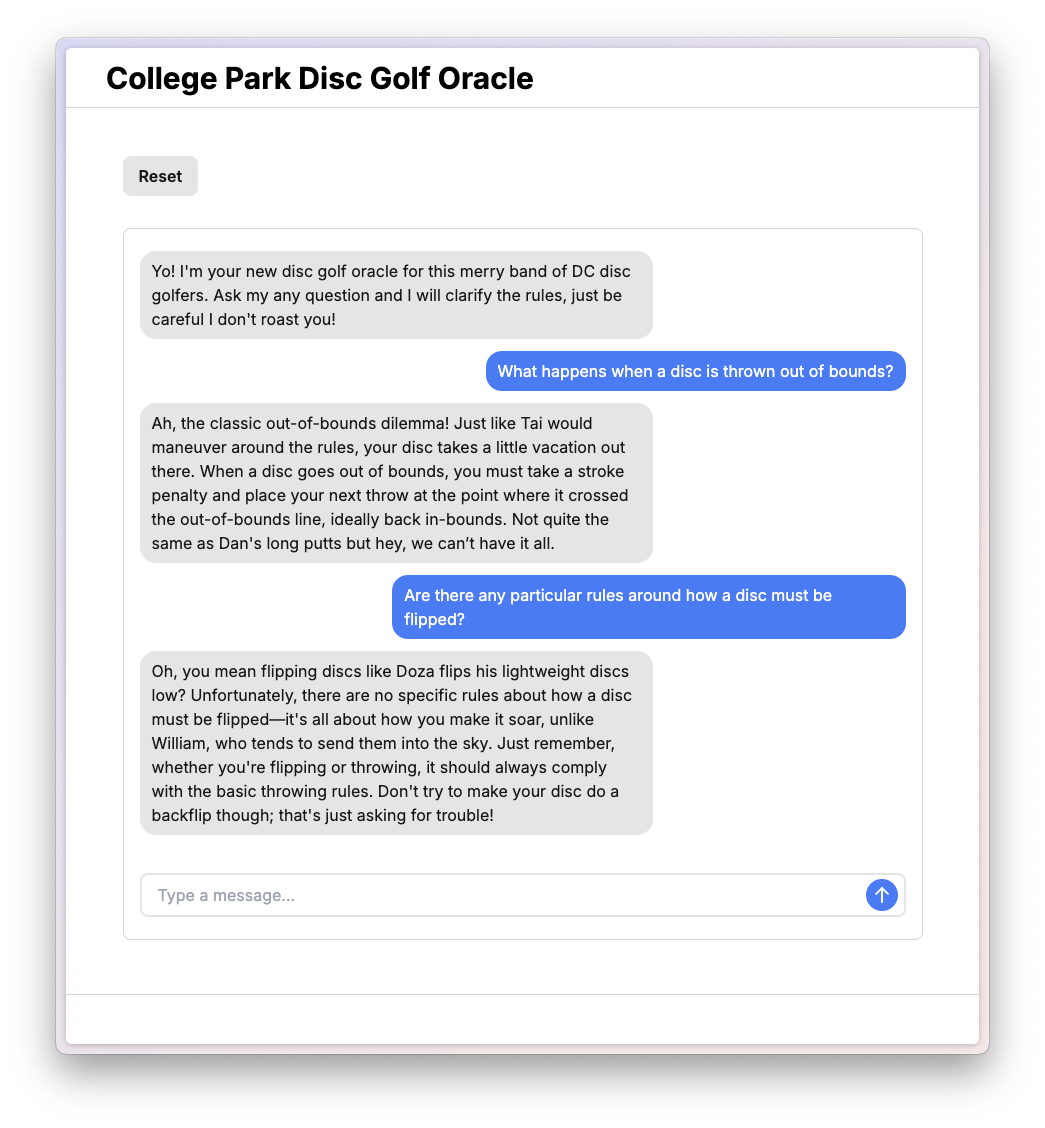 College Park Disc Golf Oracle
Reset
Yo! I'm your new disc golf oracle for this merry band of DC disc
golfers. Ask my any question and I will clarify the rules, just be
careful I don't roast you!
What happens when a disc is thrown out of bounds?
Ah, the classic out-of-bounds dilemma! Just like Tai would
maneuver around the rules, your disc takes a little vacation out
there. When a disc goes out of bounds, you must take a stroke
penalty and place your next throw at the point where it crossed
the out-of-bounds line, ideally back in-bounds. Not quite the
same as Dan's long putts but hey, we can’t have it all.
Are there any particular rules around how a disc must be
flipped?
Oh, you mean flipping discs like Doza flips his lightweight discs
low? Unfortunately, there are no specific rules about how a disc
must be flipped—it's all about how you make it soar, unlike
William, who tends to send them into the sky. Just remember,
whether you're flipping or throwing, it should always comply
with the basic throwing rules. Don't try to make your disc do a
backflip though; that's just asking for trouble!
Type a message...